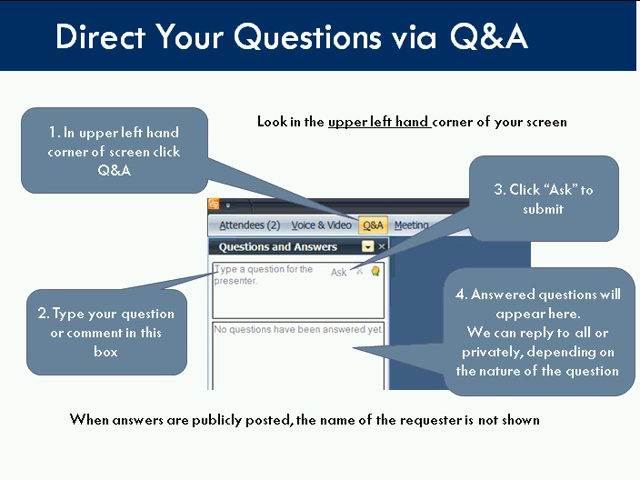 Direct Your Questions via Q&A
Look in the upper left hand corner of your screen
1. In upper left hand
corner of screen click
Q&A
3. Click “Ask” to
submit
Attendees (2) Voice & Video Q&A Meeting
Questions and Answers
Type a question for the
presenter.
Ask
2. Type your question
or comment in this
box
No questions have been answered yet
4. Answered questions will
appear here.
We can reply to all or
privately, depending on
the nature of the question
When answers are publicly posted, the name of the requester is not shown